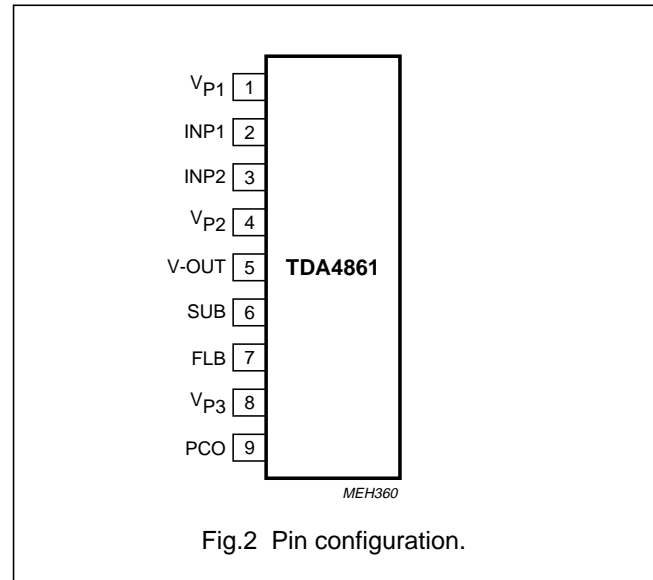 VP1 1
INP1 2
INP2 3
VP2 4
V-OUT 5 TDA4861
SUB 6
FLB 7
VP3 8
PCO 9
MEH360
Fig.2 Pin configuration.